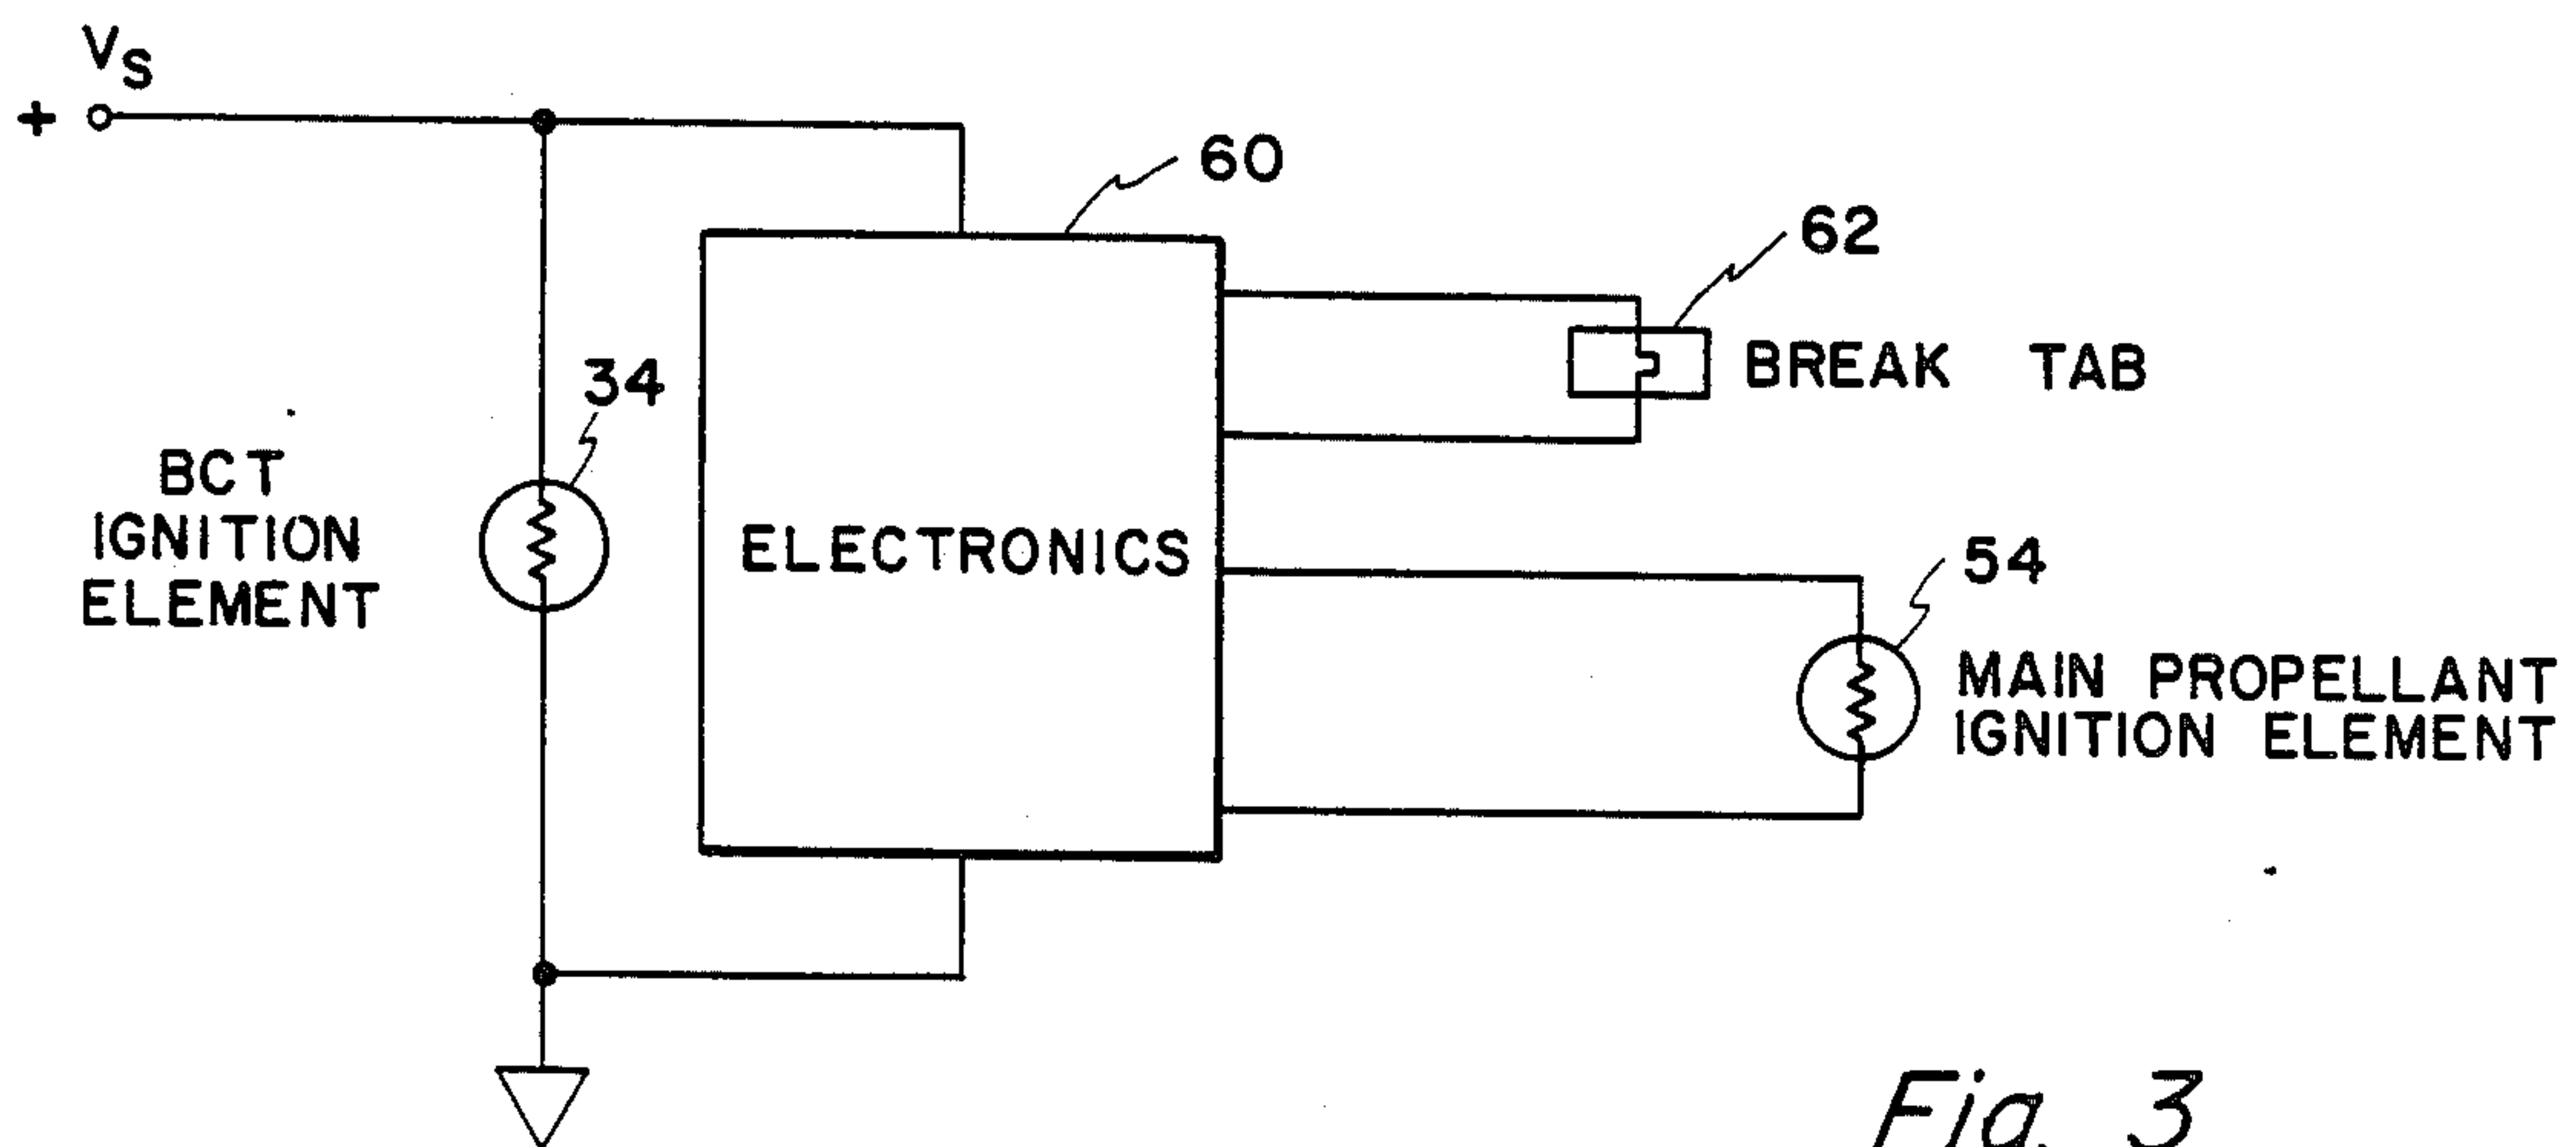 VS
+
60
62
BREAK TAB
34
BCT
IGNITION
ELEMENT
ELECTRONICS
54
MAIN PROPELLANT
IGNITION ELEMENT
Fig. 3